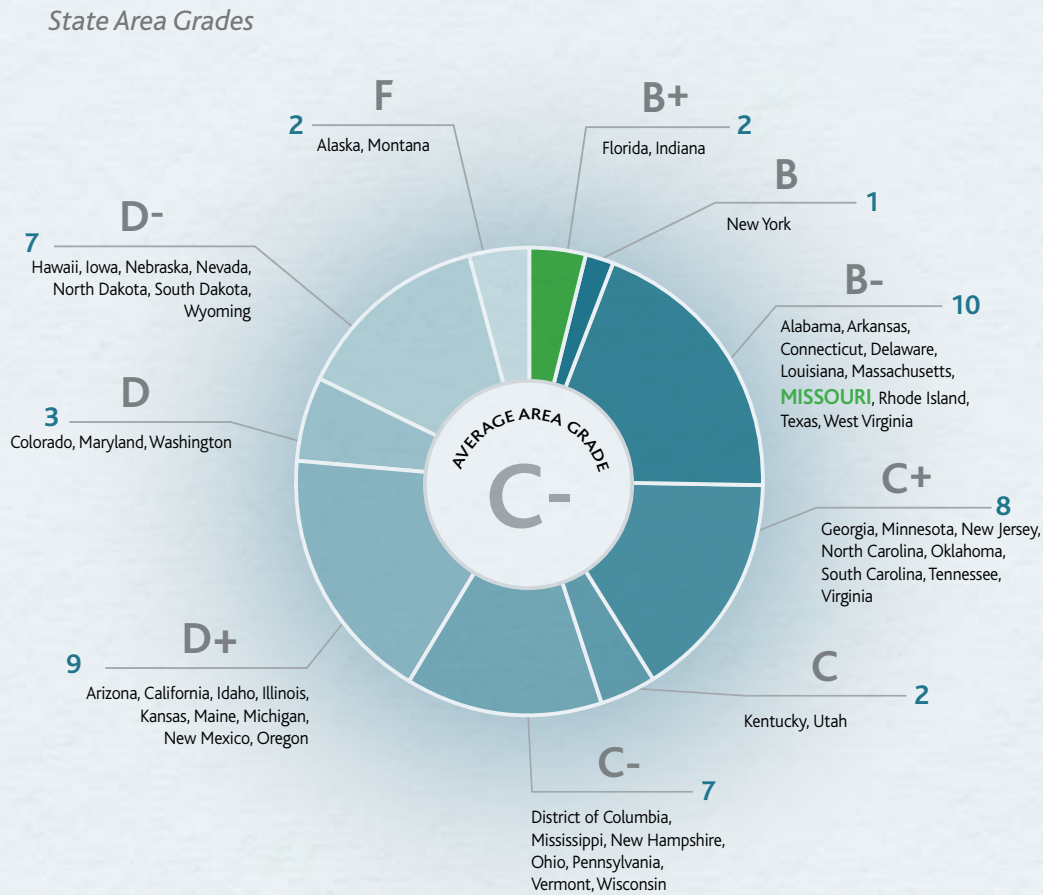 State Area Grades
F
2
Alaska, Montana
B+
2
Florida, Indiana
B
1
New York
B-
10
Alabama, Arkansas,
Connecticut, Delaware,
Louisiana, Massachusetts,
MISSOURI, Rhode Island,
Texas, West Virginia
C+
8
Georgia, Minnesota, New Jersey,
North Carolina, Oklahoma,
South Carolina, Tennessee,
Virginia
C
2
Kentucky, Utah
C-
7
District of Columbia,
Mississippi, New Hampshire,
Ohio, Pennsylvania,
Vermont, Wisconsin
D+
9
Arizona, California, Idaho, Illinois,
Kansas, Maine, Michigan,
New Mexico, Oregon
D
3
Colorado, Maryland, Washington
D-
7
Hawaii, Iowa, Nebraska, Nevada,
North Dakota, South Dakota,
Wyoming
AVERAGE AREA GRADE
C-